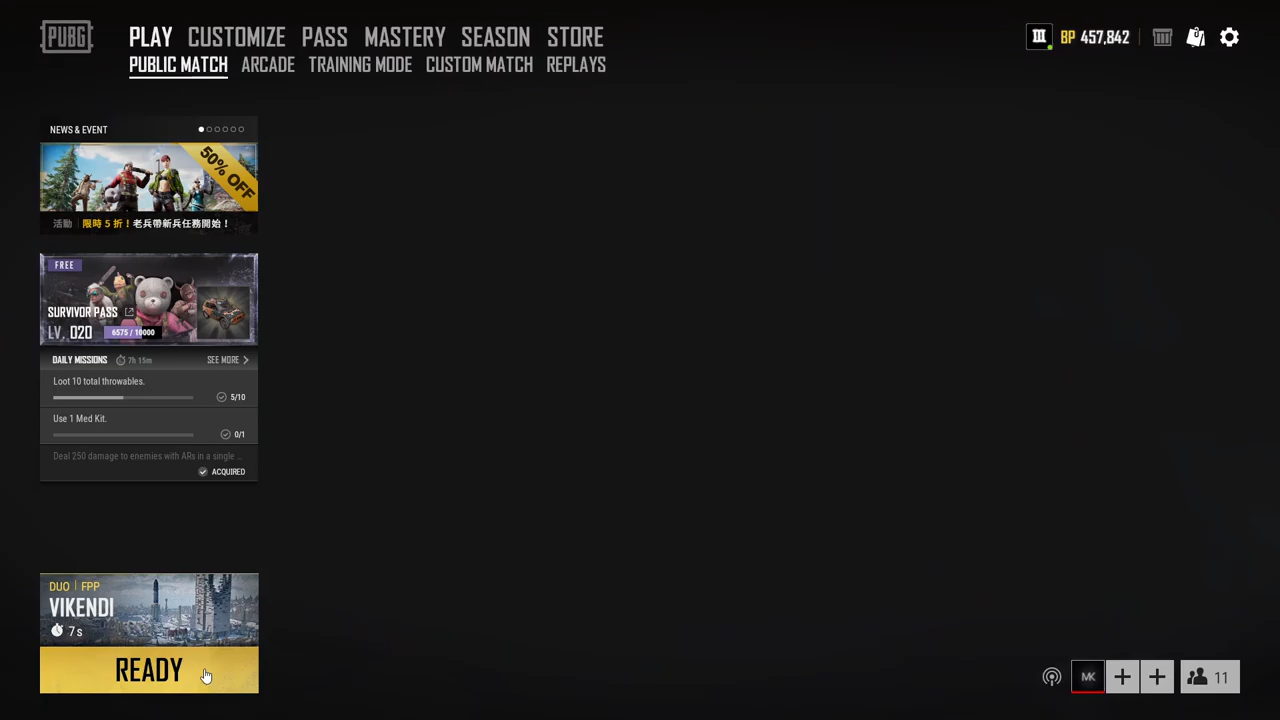 PUBG
PLAY CUSTOMIZE PASS MASTERY SEASON STORE
BP 457,842
PUBLIC MATCH ARCADE TRAINING MODE CUSTOM MATCH REPLAYS
NEWS & EVENT
50% OFF
活動 限時 5 折！老兵帶新兵任務開始！
FREE
SURVIVOR PASS
LV. 020 6575 / 10000
DAILY MISSIONS 7h 15m SEE MORE
Loot 10 total throwables.
5/10
Use 1 Med Kit.
0/1
Deal 250 damage to enemies with ARs in a single ...
ACQUIRED
DUO | FPP
VIKENDI
7s
READY
MK + + 11